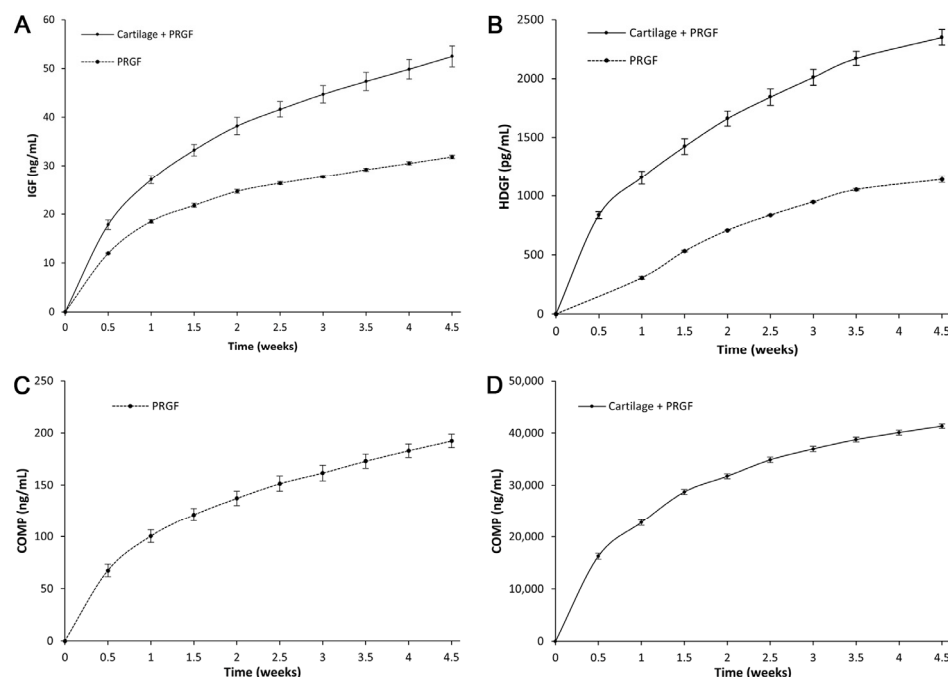 A
60
50
40
30
20
10
0
IGF (ng/mL)
Cartilage + PRGF
PRGF
0 0.5 1 1.5 2 2.5 3 3.5 4 4.5
Time (weeks)
B
2500
2000
1500
1000
500
0
HDGF (pg/mL)
Cartilage + PRGF
PRGF
0 0.5 1 1.5 2 2.5 3 3.5 4 4.5
Time (weeks)
C
250
200
150
100
50
0
COMP (ng/mL)
PRGF
0 0.5 1 1.5 2 2.5 3 3.5 4 4.5
Time (weeks)
D
50,000
40,000
30,000
20,000
10,000
0
COMP (ng/mL)
Cartilage + PRGF
0 0.5 1 1.5 2 2.5 3 3.5 4 4.5
Time (weeks)